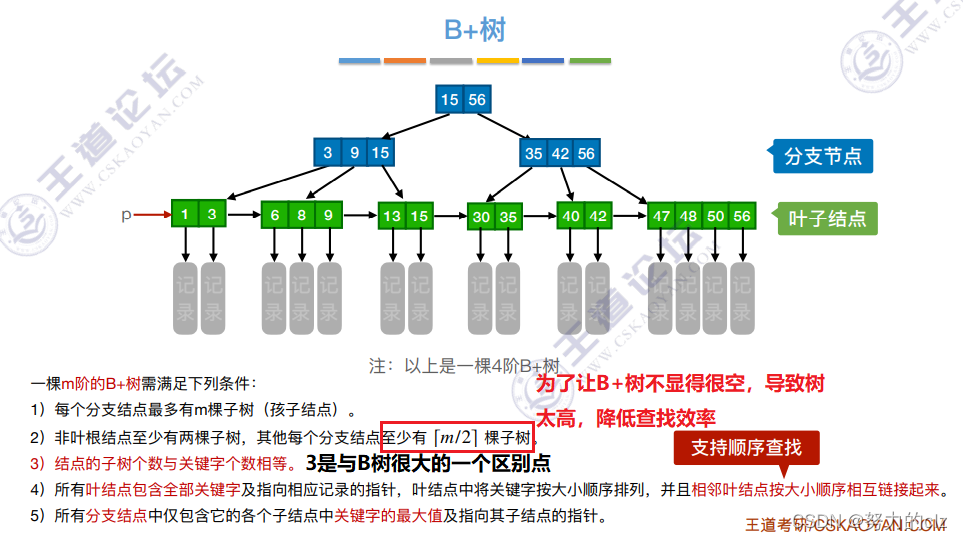 B+树
15 56
3 9 15
35 42 56
分支节点
p
1 3
6 8 9
13 15
30 35
40 42
47 48 50 56
叶子结点
记录 记录 记录 记录 记录 记录 记录 记录 记录 记录 记录 记录 记录 记录 记录
注：以上是一棵4阶B+树
一棵m阶的B+树需满足下列条件：
为了让B+树不显得很空，导致树
太高，降低查找效率
1）每个分支结点最多有m棵子树（孩子结点）。
2）非叶根结点至少有两棵子树，其他每个分支结点至少有 ⌈m/2⌉ 棵子树。
支持顺序查找
3）结点的子树个数与关键字个数相等。 3是与B树很大的一个区别点
4）所有叶结点包含全部关键字及指向相应记录的指针，叶结点中将关键字按大小顺序排列，并且相邻叶结点按大小顺序相互链接起来。
5）所有分支结点中仅包含它的各个子结点中关键字的最大值及指向其子结点的指针。
王道考研/CSKAOYAN.COM
王道论坛
WWW.CSKAOYAN.COM
王道论坛
WWW.CSKAOYAN.COM